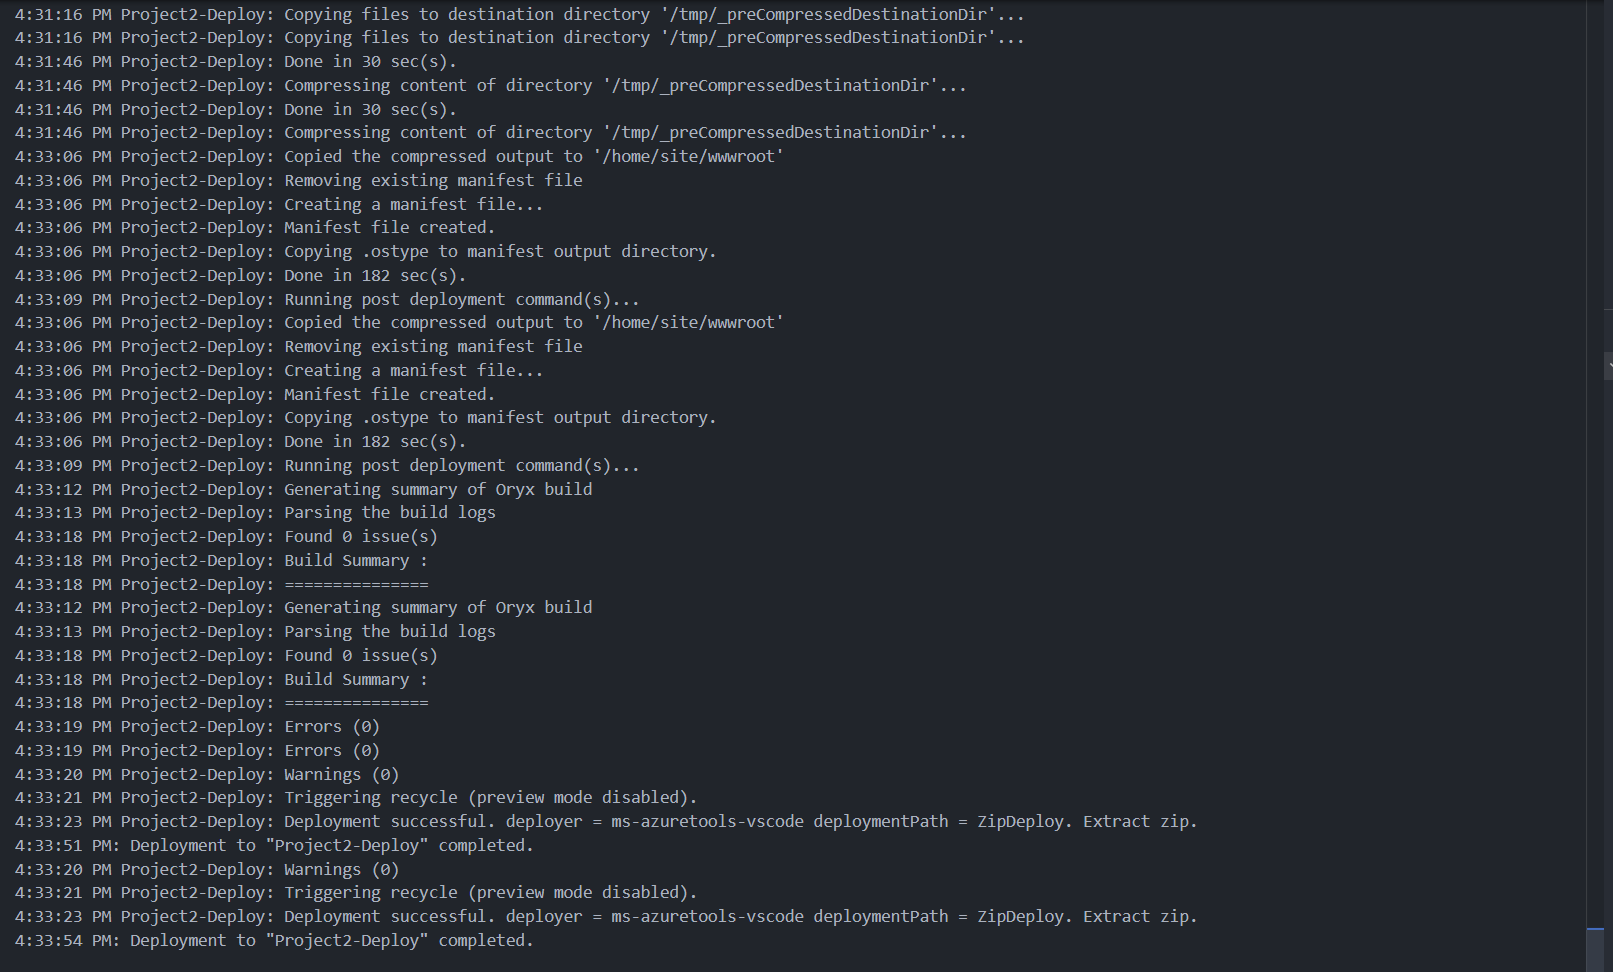 4:31:16 PM Project2-Deploy: Copying files to destination directory '/tmp/_preCompressedDestinationDir'...
4:31:16 PM Project2-Deploy: Copying files to destination directory '/tmp/_preCompressedDestinationDir'...
4:31:46 PM Project2-Deploy: Done in 30 sec(s).
4:31:46 PM Project2-Deploy: Compressing content of directory '/tmp/_preCompressedDestinationDir'...
4:31:46 PM Project2-Deploy: Done in 30 sec(s).
4:31:46 PM Project2-Deploy: Compressing content of directory '/tmp/_preCompressedDestinationDir'...
4:33:06 PM Project2-Deploy: Copied the compressed output to '/home/site/wwwroot'
4:33:06 PM Project2-Deploy: Removing existing manifest file
4:33:06 PM Project2-Deploy: Creating a manifest file...
4:33:06 PM Project2-Deploy: Manifest file created.
4:33:06 PM Project2-Deploy: Copying .ostype to manifest output directory.
4:33:06 PM Project2-Deploy: Done in 182 sec(s).
4:33:09 PM Project2-Deploy: Running post deployment command(s)...
4:33:06 PM Project2-Deploy: Copied the compressed output to '/home/site/wwwroot'
4:33:06 PM Project2-Deploy: Removing existing manifest file
4:33:06 PM Project2-Deploy: Creating a manifest file...
4:33:06 PM Project2-Deploy: Manifest file created.
4:33:06 PM Project2-Deploy: Copying .ostype to manifest output directory.
4:33:06 PM Project2-Deploy: Done in 182 sec(s).
4:33:09 PM Project2-Deploy: Running post deployment command(s)...
4:33:12 PM Project2-Deploy: Generating summary of Oryx build
4:33:13 PM Project2-Deploy: Parsing the build logs
4:33:18 PM Project2-Deploy: Found 0 issue(s)
4:33:18 PM Project2-Deploy: Build Summary :
4:33:18 PM Project2-Deploy: ===============
4:33:12 PM Project2-Deploy: Generating summary of Oryx build
4:33:13 PM Project2-Deploy: Parsing the build logs
4:33:18 PM Project2-Deploy: Found 0 issue(s)
4:33:18 PM Project2-Deploy: Build Summary :
4:33:18 PM Project2-Deploy: ===============
4:33:19 PM Project2-Deploy: Errors (0)
4:33:19 PM Project2-Deploy: Errors (0)
4:33:20 PM Project2-Deploy: Warnings (0)
4:33:21 PM Project2-Deploy: Triggering recycle (preview mode disabled).
4:33:23 PM Project2-Deploy: Deployment successful. deployer = ms-azuretools-vscode deploymentPath = ZipDeploy. Extract zip.
4:33:51 PM: Deployment to "Project2-Deploy" completed.
4:33:20 PM Project2-Deploy: Warnings (0)
4:33:21 PM Project2-Deploy: Triggering recycle (preview mode disabled).
4:33:23 PM Project2-Deploy: Deployment successful. deployer = ms-azuretools-vscode deploymentPath = ZipDeploy. Extract zip.
4:33:54 PM: Deployment to "Project2-Deploy" completed.